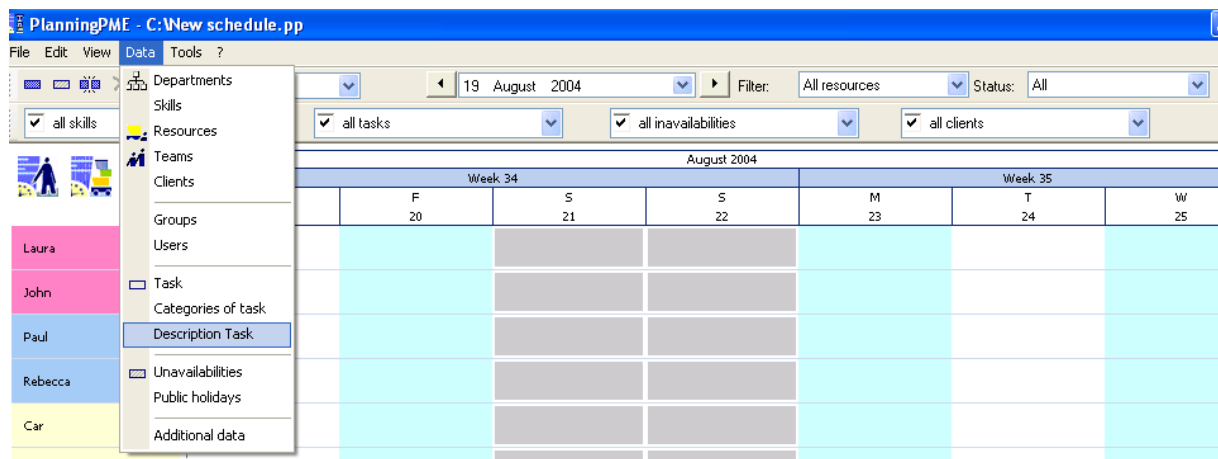 PlanningPME - C:\New schedule.pp
File Edit View Data Tools ?
Departments
19 August 2004 Filter: All resources Status: All
Skills
all skills all tasks all inavailabilities all clients
Resources
Teams
Clients
Groups
Users
Task
Categories of task
Description Task
Unavailabilities
Public holidays
Additional data
August 2004
Week 34 Week 35
F S S M T W
20 21 22 23 24 25
Laura
John
Paul
Rebecca
Car